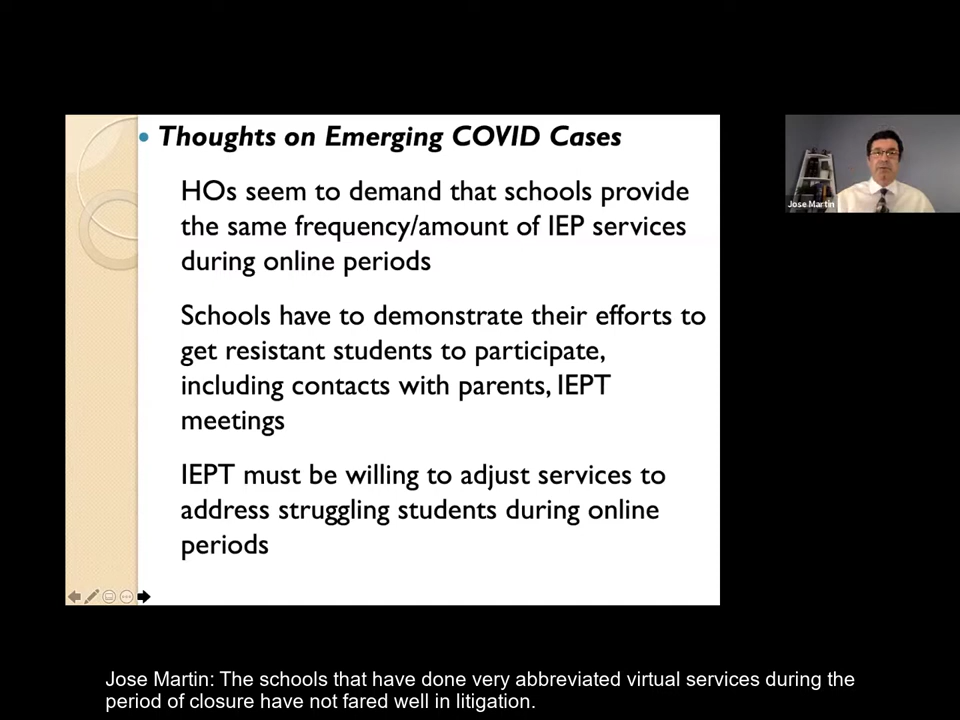 Thoughts on Emerging COVID Cases
HOs seem to demand that schools provide
the same frequency/amount of IEP services
during online periods
Schools have to demonstrate their efforts to
get resistant students to participate,
including contacts with parents, IEPT
meetings
IEPT must be willing to adjust services to
address struggling students during online
periods
Jose Martin
Jose Martin: The schools that have done very abbreviated virtual services during the
period of closure have not fared well in litigation.